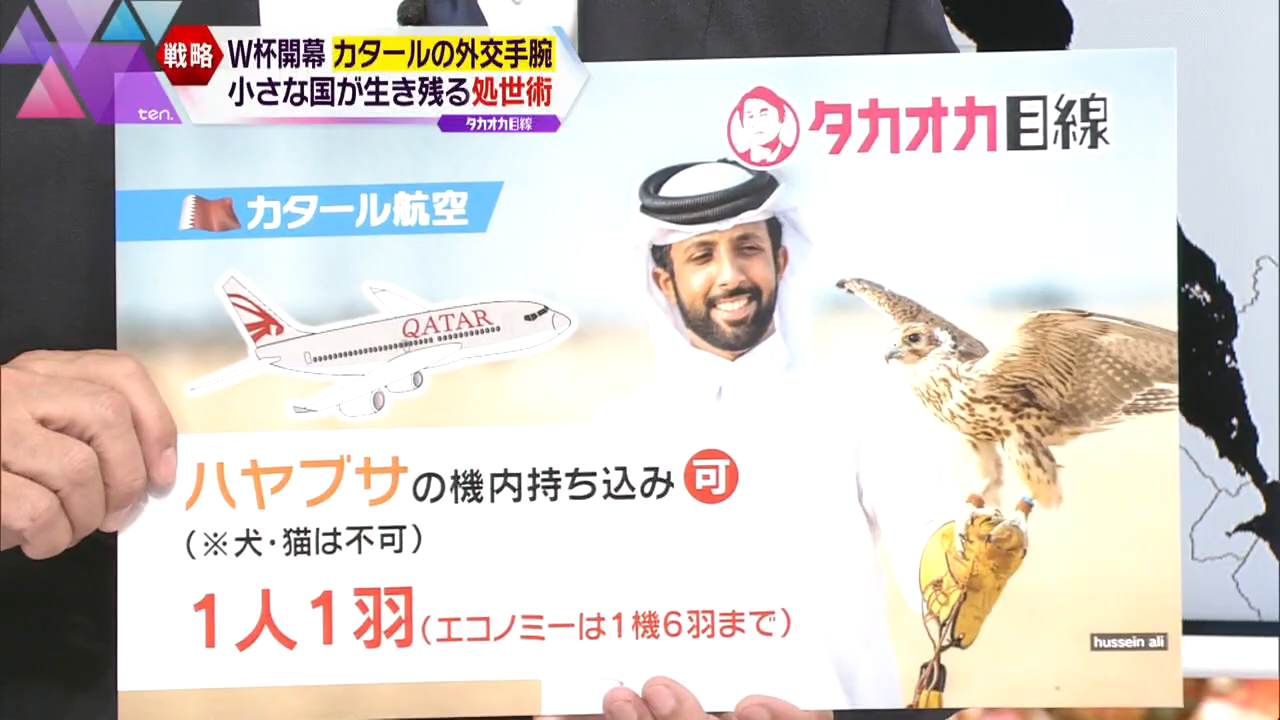 戦略
W杯開幕 カタールの外交手腕
小さな国が生き残る処世術
タカオカ目線
ten.
タカオカ目線
カタール航空
QATAR
ハヤブサの機内持ち込み 可
(※犬・猫は不可)
1人1羽(エコノミーは1機6羽まで)
hussein ali